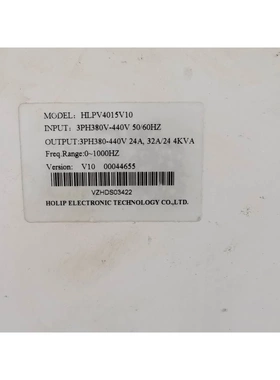 MODEL: HLPV4015V10
INPUT: 3PH380V-440V 50/60HZ
OUTPUT:3PH380-440V 24A, 32A/24 4KVA
Freq.Range:0~1000HZ
Version: V10 00044655
VZHDS03422
HOLIP ELECTRONIC TECHNOLOGY CO.,LTD.